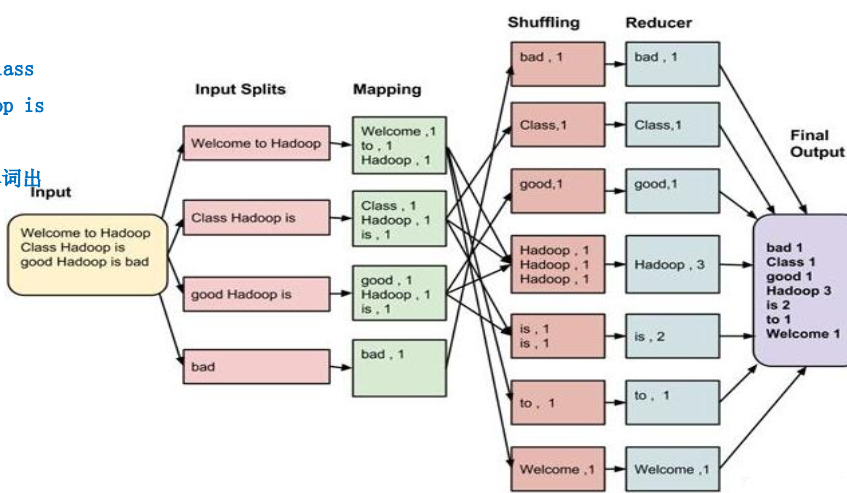 lass
op is
词出
Input
Welcome to Hadoop
Class Hadoop is
good Hadoop is bad
Input Splits
Welcome to Hadoop
Class Hadoop is
good Hadoop is
bad
Mapping
Welcome ,1
to , 1
Hadoop , 1
Class , 1
Hadoop , 1
is , 1
good , 1
Hadoop , 1
is , 1
bad , 1
Shuffling
bad , 1
Class,1
good,1
Hadoop , 1
Hadoop , 1
Hadoop , 1
is , 1
is , 1
to , 1
Welcome ,1
Reducer
bad , 1
Class,1
good,1
Hadoop , 3
is , 2
to , 1
Welcome ,1
Final
Output
bad 1
Class 1
good 1
Hadoop 3
is 2
to 1
Welcome 1